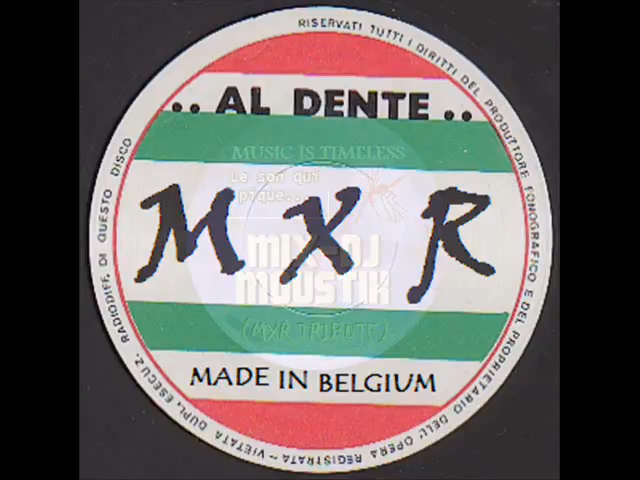 RISERVATI TUTTI I DIRITTI DEL PRODUTTORE FONOGRAFICO E DEL PROPRIETARIO DELL' OPERA REGISTRATA - VIETATA DUPL. ESECUZ. RADIODIFF. DI QUESTO DISCO
.. AL DENTE ..
MUSIC IS TIMELESS
Le son qui
pique...
MXR
MIX-DJ
MOUSTIK
(MXR TRIBUTE)
MADE IN BELGIUM